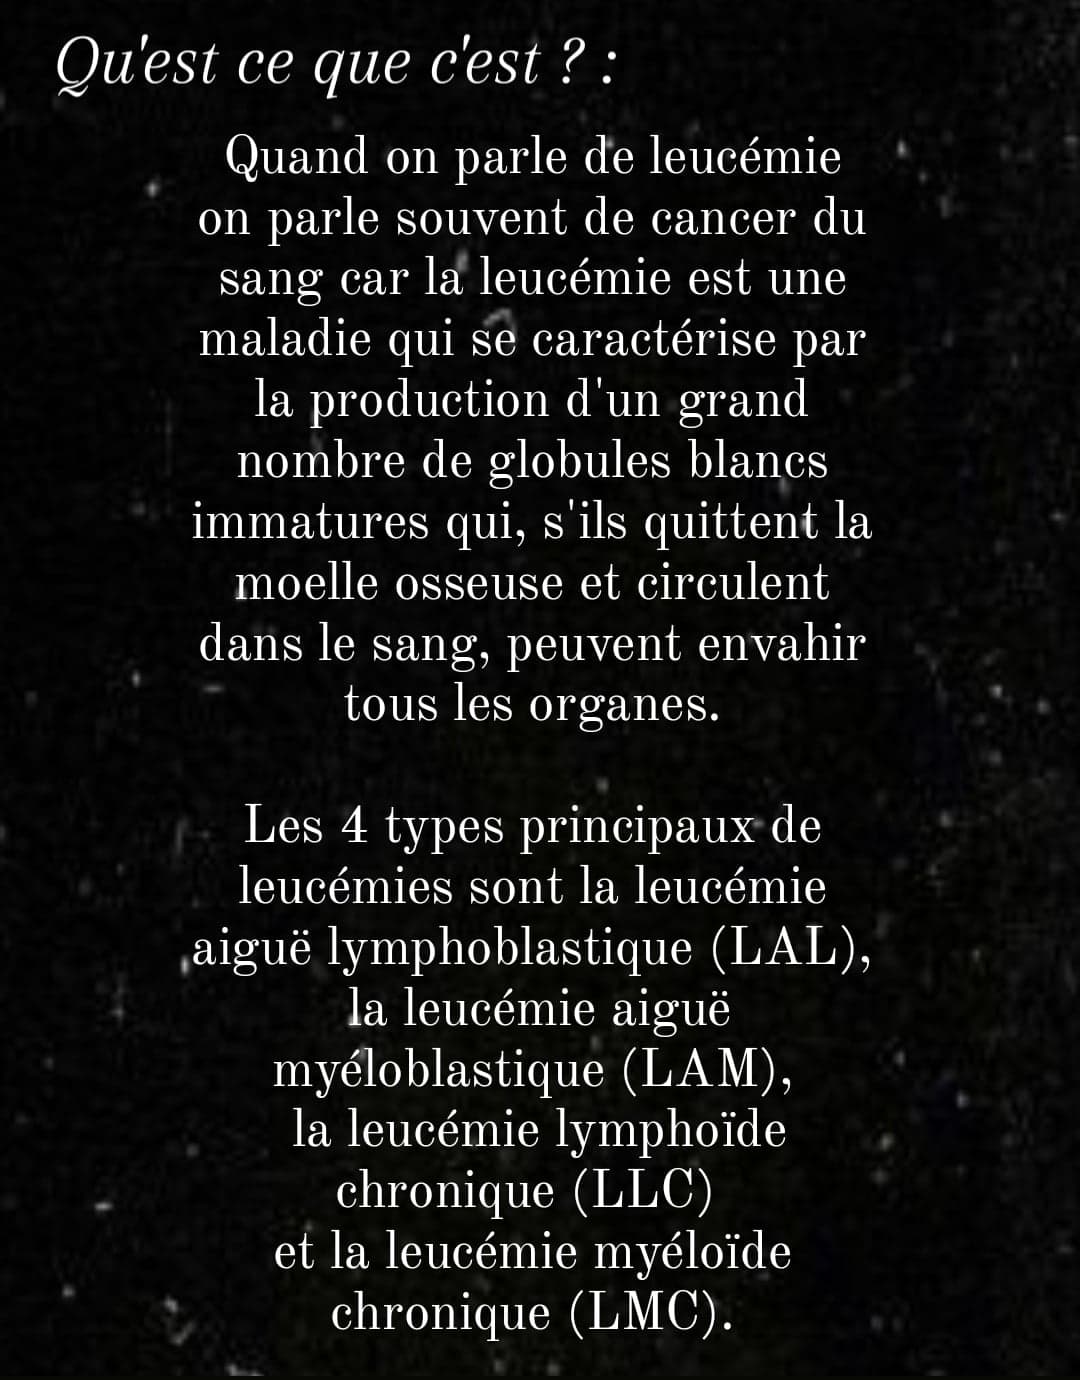 Qu'est ce que c'est ? :
Quand on parle de leucémie
on parle souvent de cancer du
sang car la leucémie est une
maladie qui se caractérise par
la production d'un grand
nombre de globules blancs
immatures qui, s'ils quittent la
moelle osseuse et circulent
dans le sang, peuvent envahir
tous les organes.
Les 4 types principaux de
leucémies sont la leucémie
aiguë lymphoblastique (LAL),
la leucémie aiguë
myéloblastique (LAM),
la leucémie lymphoïde
chronique (LLC)
et la leucémie myéloïde
chronique (LMC).